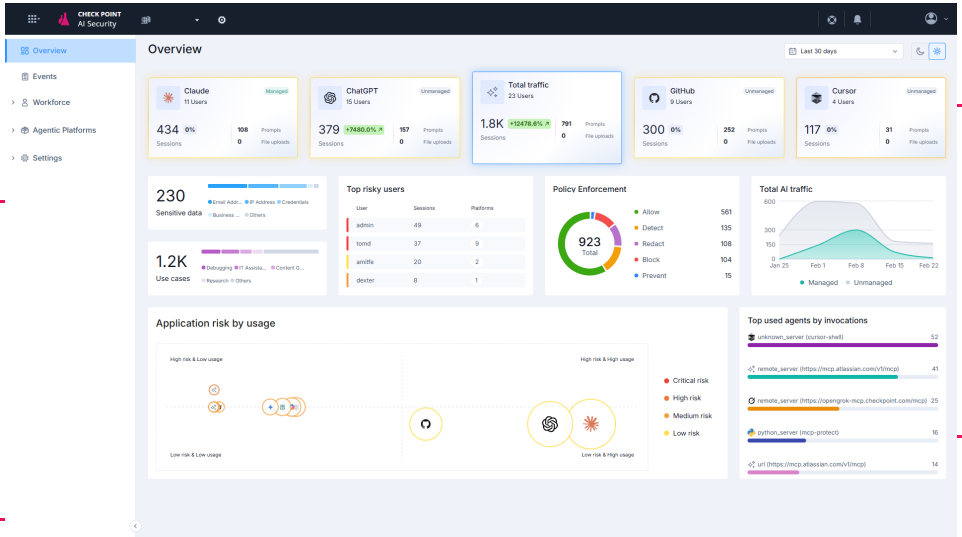 CHECK POINT
AI Security
Overview
Events
Workforce
Agentic Platforms
Settings
Overview
Last 30 days
Claude
Managed
11 Users
434 0%
108 Prompts
0 File uploads
Sessions
ChatGPT
Unmanaged
15 Users
379 +7480.0% ↗
157 Prompts
0 File uploads
Sessions
Total traffic
23 Users
1.8K +12478.6% ↗
791 Prompts
0 File uploads
Sessions
GitHub
Unmanaged
9 Users
300 0%
252 Prompts
0 File uploads
Sessions
Cursor
Unmanaged
4 Users
117 0%
31 Prompts
0 File uploads
Sessions
230
Sensitive data
Email Addr... IP Address Credentials
Business ... Others
1.2K
Use cases
Debugging IT Assista... Content G...
Research Others
Top risky users
User Sessions Platforms
admin 49 6
tomd 37 9
amitfe 20 2
dexter 8 1
Policy Enforcement
923
Total
Allow 561
Detect 135
Redact 108
Block 104
Prevent 15
Total AI traffic
600
300
150
0
Jan 25 Feb 1 Feb 8 Feb 15 Feb 22
Managed Unmanaged
Application risk by usage
High risk & Low usage
High risk & High usage
Low risk & Low usage
Low risk & High usage
Critical risk
High risk
Medium risk
Low risk
Top used agents by invocations
unknown_server (cursor-shell) 52
remote_server (https://mcp.atlassian.com/v1/mcp) 41
remote_server (https://opengrok-mcp.checkpoint.com/mcp) 25
python_server (mcp-protect) 16
url (https://mcp.atlassian.com/v1/mcp) 14